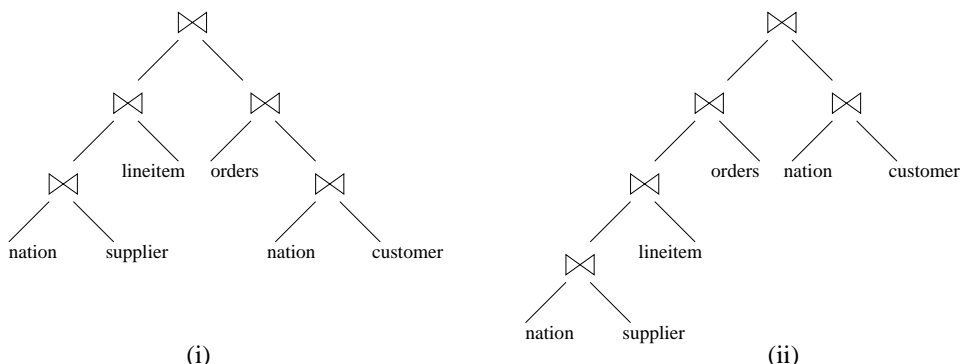 lineitem orders
orders nation customer
nation supplier nation customer
lineitem
nation supplier
(i) (ii)